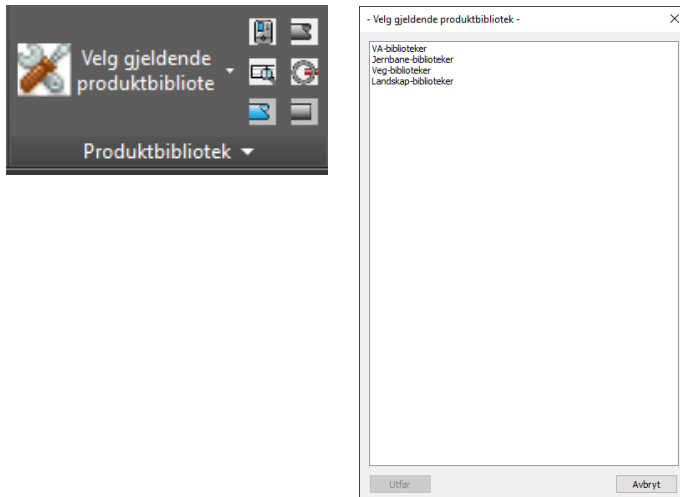 Velg gjeldende
produktbibliote
Produktbibliotek
- Velg gjeldende produktbibliotek -
VA-biblioteker
Jernbane-biblioteker
Veg-biblioteker
Landskap-biblioteker
Utfør
Avbryt